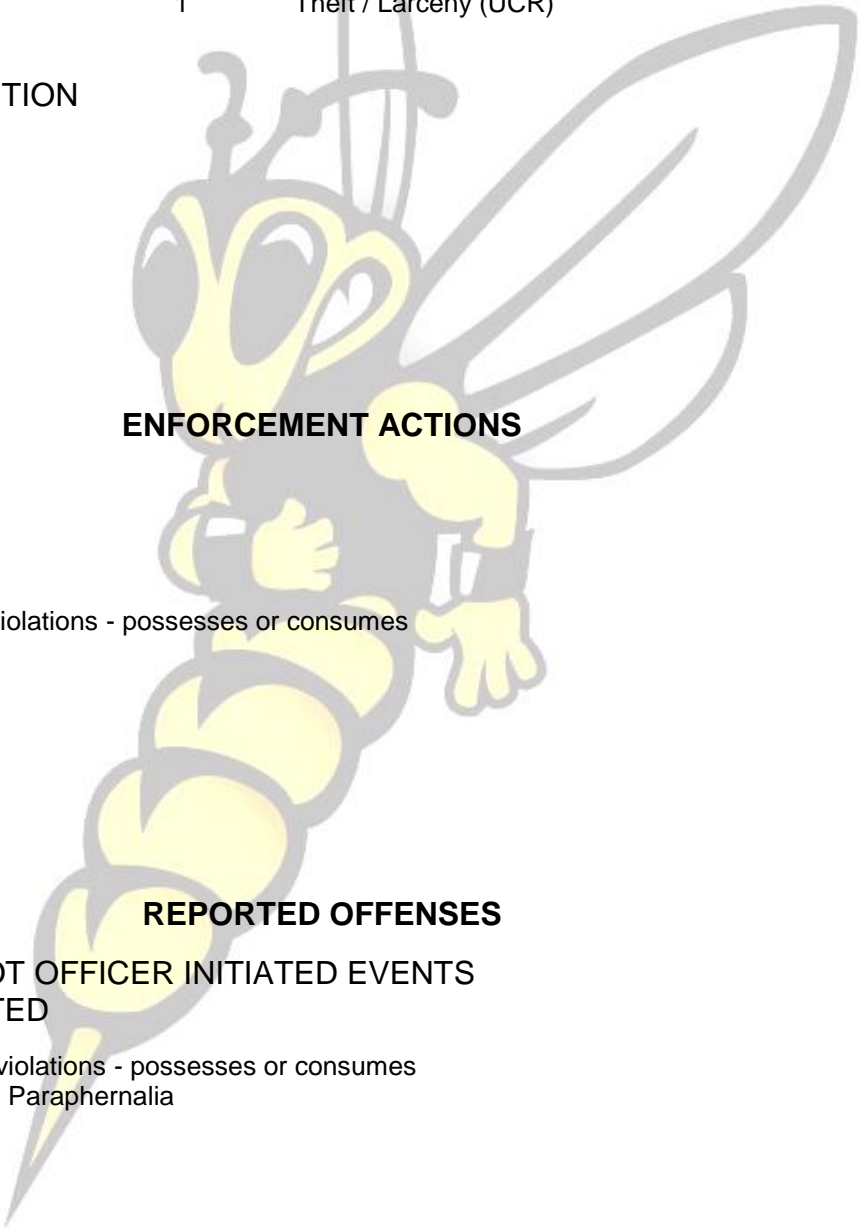 1 Theft / Larceny (UCR)
TION
ENFORCEMENT ACTIONS
iolations - possesses or consumes
REPORTED OFFENSES
OT OFFICER INITIATED EVENTS
TED
violations - possesses or consumes
Paraphernalia